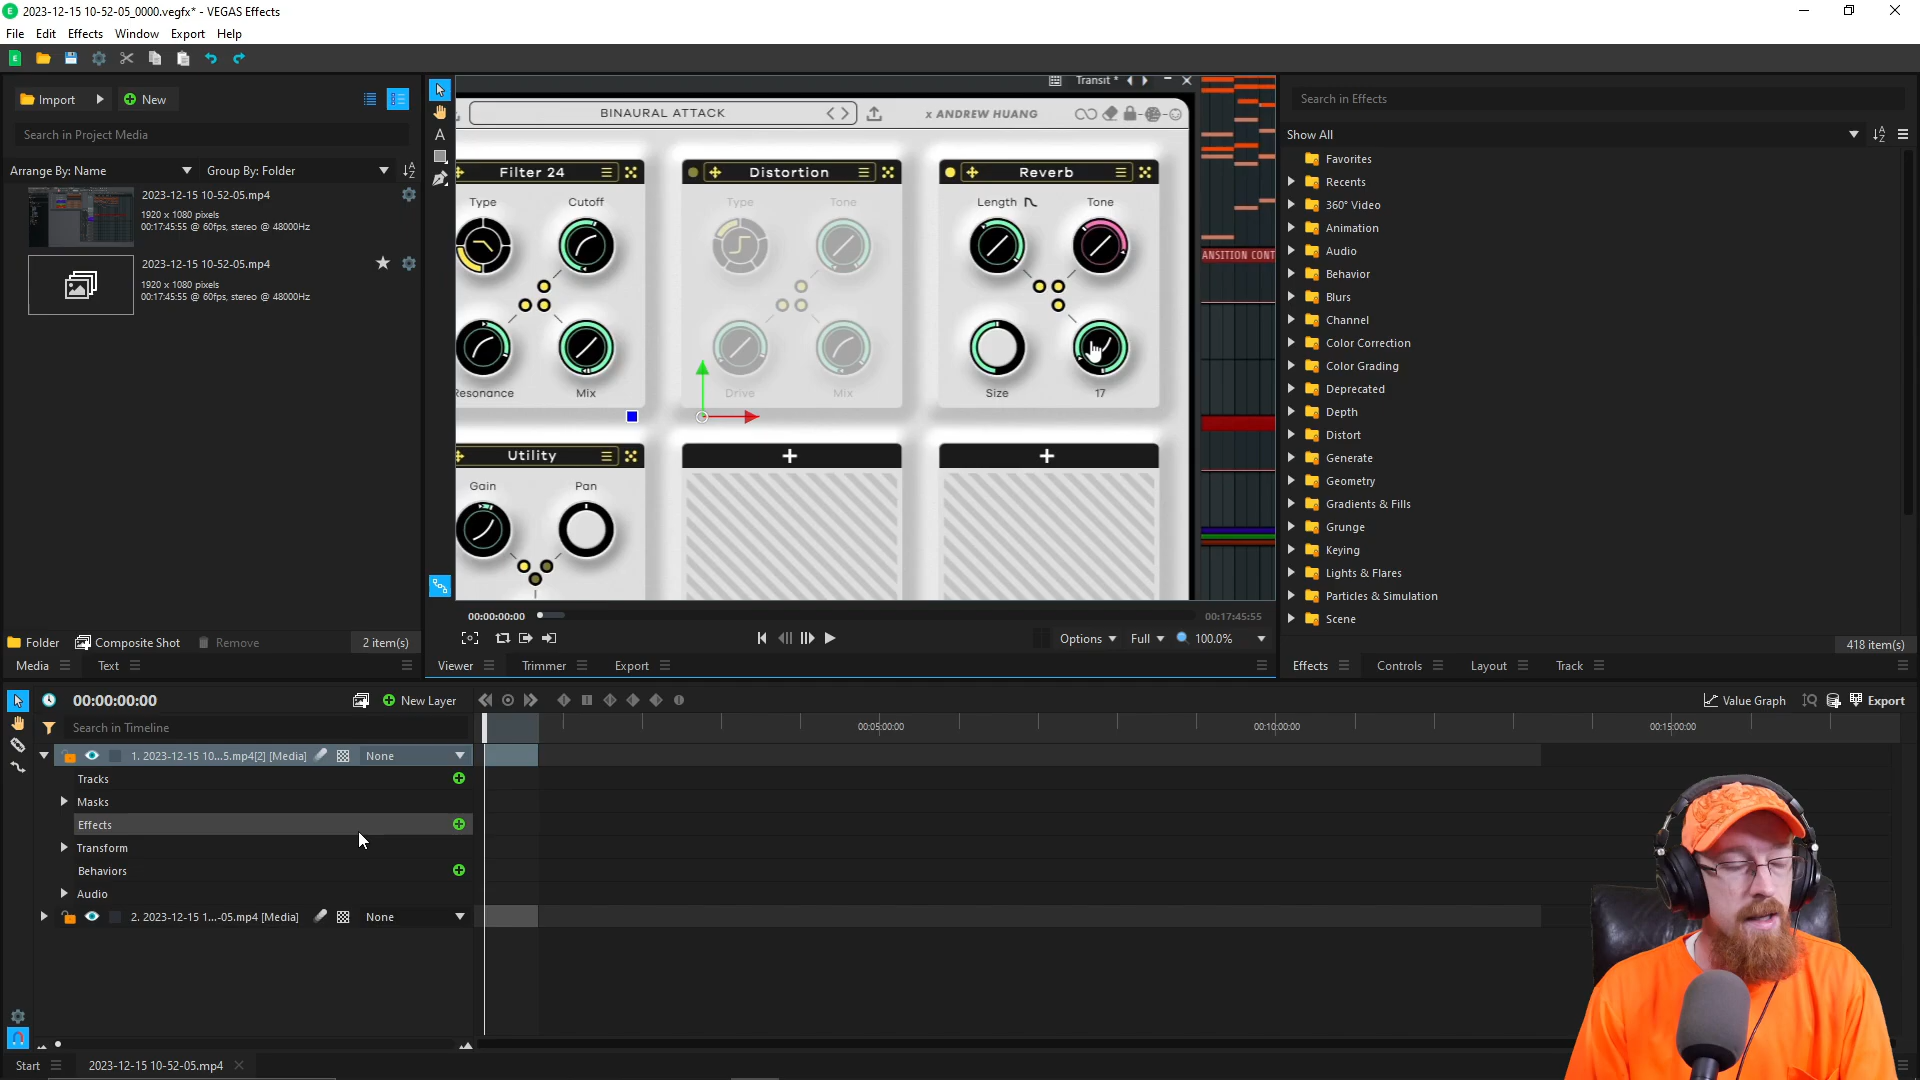 2023-12-15 10-52-05_0000.vegfx* - VEGAS Effects
File Edit Effects Window Export Help
Import New
Search in Project Media
Arrange By: Name Group By: Folder
2023-12-15 10-52-05.mp4
1920 x 1080 pixels
00:17:45:55 @ 60fps, stereo @ 48000Hz
2023-12-15 10-52-05.mp4
1920 x 1080 pixels
00:17:45:55 @ 60fps, stereo @ 48000Hz
Folder Composite Shot Remove 2 item(s)
Media Text
Transit *
BINAURAL ATTACK x ANDREW HUANG
Filter 24 Distortion Reverb
Type Cutoff Type Tone Length Tone
ANSITION CONT
Resonance Mix Drive Mix Size 17
Utility + +
Gain Pan
00:00:00:00 00:17:45:55
Options Full 100.0%
Viewer Trimmer Export
Search in Effects
Show All
Favorites
Recents
360° Video
Animation
Audio
Behavior
Blurs
Channel
Color Correction
Color Grading
Deprecated
Depth
Distort
Generate
Geometry
Gradients & Fills
Grunge
Keying
Lights & Flares
Particles & Simulation
Scene
418 item(s)
Effects Controls Layout Track
00:00:00:00 New Layer Value Graph Export
Search in Timeline 00:05:00:00 00:10:00:00 00:15:00:00
1. 2023-12-15 10...5.mp4[2] [Media] None
Tracks
Masks
Effects
Transform
Behaviors
Audio
2. 2023-12-15 1...-05.mp4 [Media] None
Start 2023-12-15 10-52-05.mp4